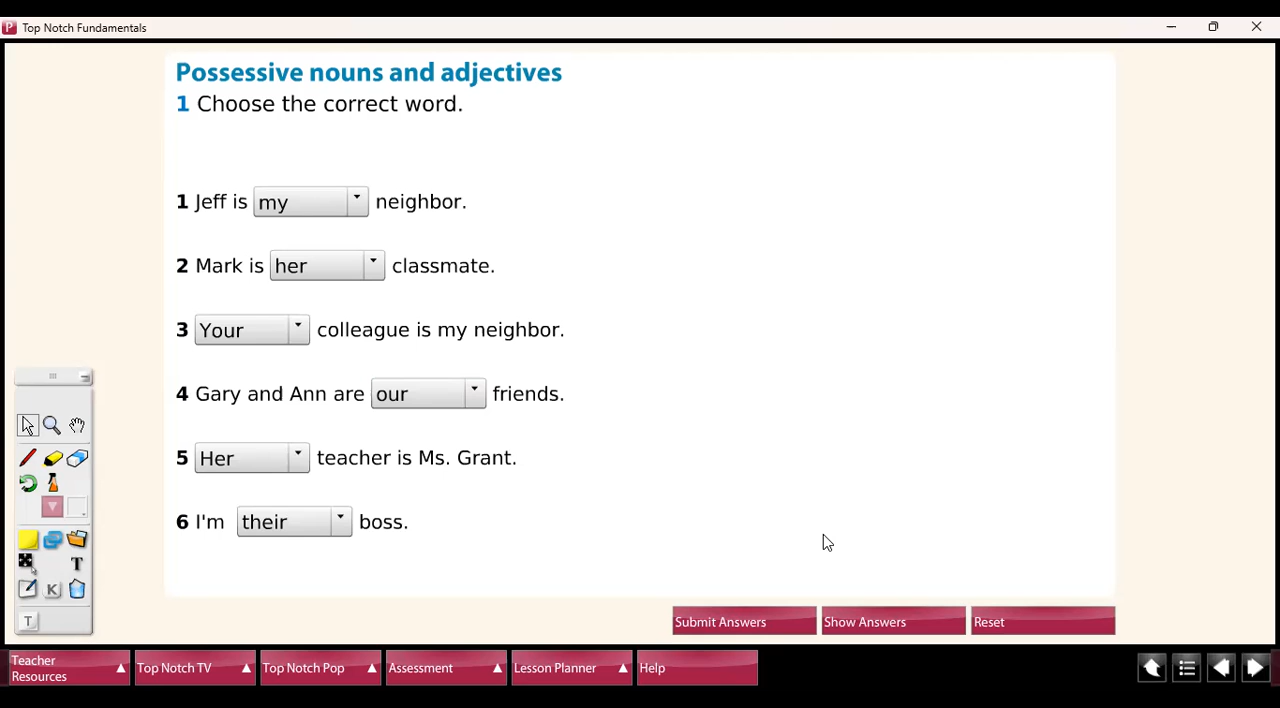 Top Notch Fundamentals
Possessive nouns and adjectives
1 Choose the correct word.
1 Jeff is my neighbor.
2 Mark is her classmate.
3 Your colleague is my neighbor.
4 Gary and Ann are our friends.
5 Her teacher is Ms. Grant.
6 I'm their boss.
T
K
T
Submit Answers Show Answers Reset
Teacher Resources Top Notch TV Top Notch Pop Assessment Lesson Planner Help